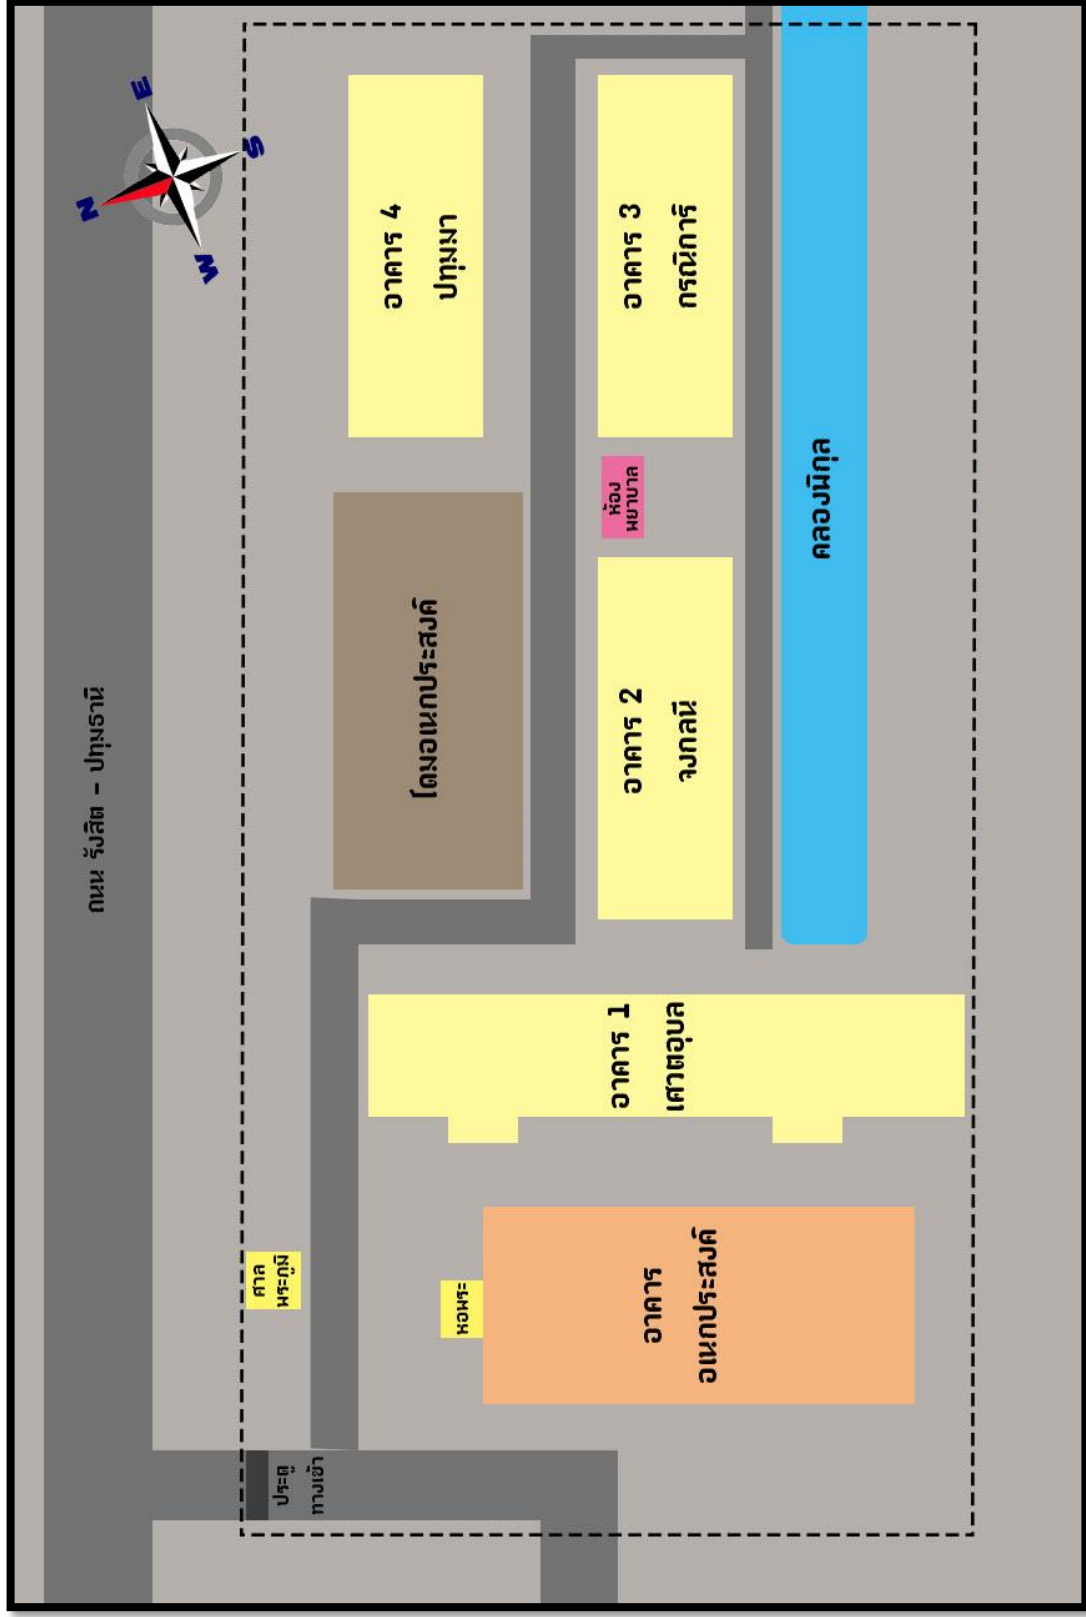 ถนน รังสิต - ปทุมธานี
N
E
S
W
ประตู
ทางเข้า
ศาล
พระภูมิ
หอพระ
อาคาร
อเนกประสงค์
อาคาร 1
เศวตอุบล
โดมอเนกประสงค์
อาคาร 2
จงกลนี
ห้อง
พยาบาล
อาคาร 4
ปทุมมา
อาคาร 3
กรณิการ์
คลองพิกุล